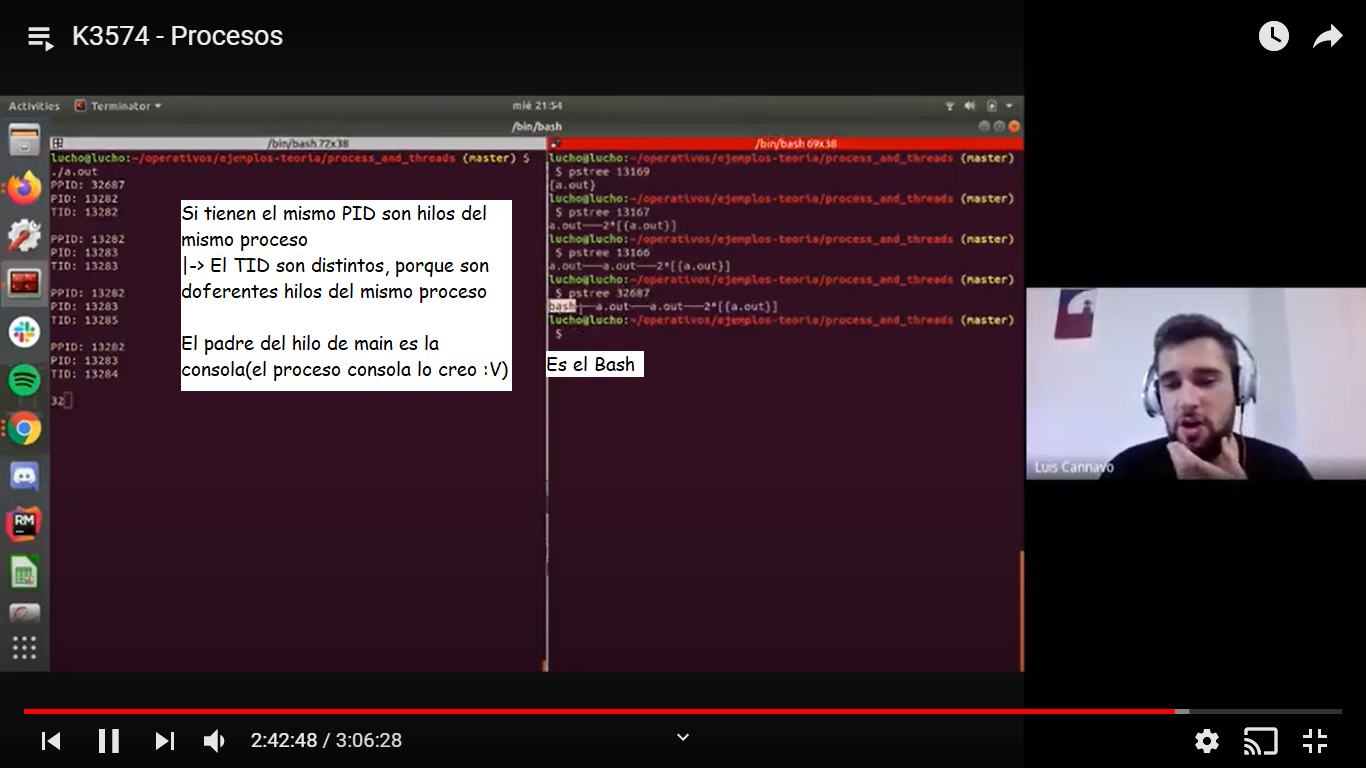 K3574 - Procesos
Activities Terminator mié 21:54
/bin/bash
/bin/bash 72x38
lucho@lucho:~/operativos/ejemplos-teoria/process_and_threads (master) $
./a.out
PPID: 32687
PID: 13282
TID: 13282
PPID: 13282
PID: 13283
TID: 13283
PPID: 13282
PID: 13283
TID: 13285
PPID: 13282
PID: 13283
TID: 13284
32
Si tienen el mismo PID son hilos del
mismo proceso
|-> El TID son distintos, porque son
doferentes hilos del mismo proceso
El padre del hilo de main es la
consola(el proceso consola lo creo :V)
/bin/bash 69x38
lucho@lucho:~/operativos/ejemplos-teoria/process_and_threads (master)
$ pstree 13169
{a.out}
lucho@lucho:~/operativos/ejemplos-teoria/process_and_threads (master)
$ pstree 13167
a.out───2*[{a.out}]
lucho@lucho:~/operativos/ejemplos-teoria/process_and_threads (master)
$ pstree 13166
a.out───a.out───2*[{a.out}]
lucho@lucho:~/operativos/ejemplos-teoria/process_and_threads (master)
$ pstree 32687
bash───a.out───a.out───2*[{a.out}]
lucho@lucho:~/operativos/ejemplos-teoria/process_and_threads (master)
$
Es el Bash
RM
Luis Cannavo
2:42:48 / 3:06:28